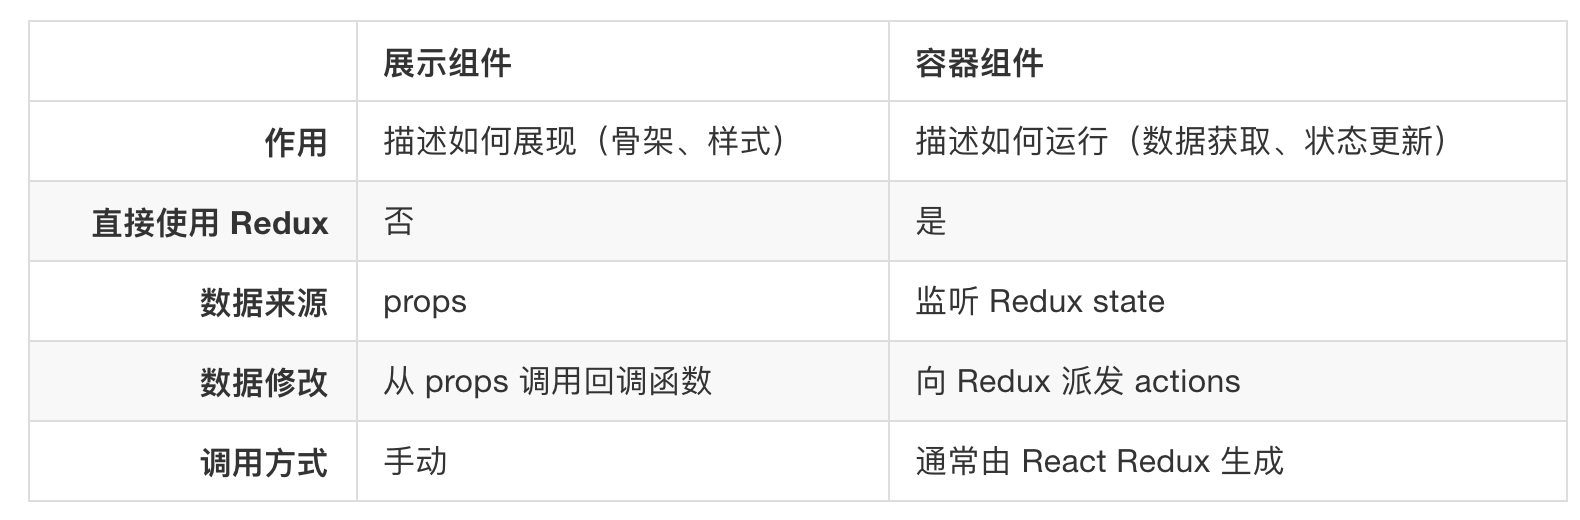 展示组件 容器组件
作用 描述如何展现（骨架、样式） 描述如何运行（数据获取、状态更新）
直接使用 Redux 否 是
数据来源 props 监听 Redux state
数据修改 从 props 调用回调函数 向 Redux 派发 actions
调用方式 手动 通常由 React Redux 生成